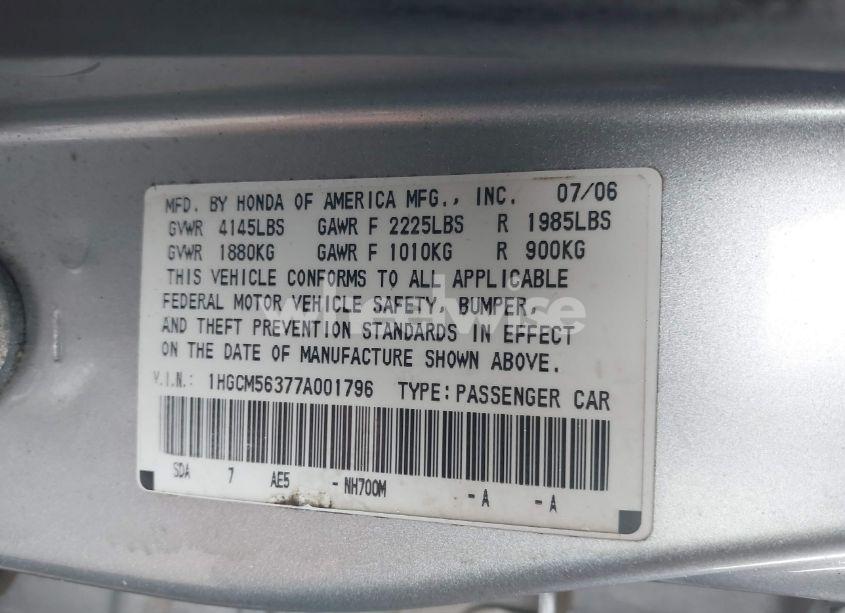 MFD. BY HONDA OF AMERICA MFG., INC. 07/06
GVWR 4145LBS GAWR F 2225LBS R 1985LBS
GVWR 1880KG GAWR F 1010KG R 900KG
THIS VEHICLE CONFORMS TO ALL APPLICABLE
FEDERAL MOTOR VEHICLE SAFETY, BUMPER,
AND THEFT PREVENTION STANDARDS IN EFFECT
ON THE DATE OF MANUFACTURE SHOWN ABOVE.
V.I.N.: 1HGCM56377A001796 TYPE:PASSENGER CAR
SDA 7 AE5 -NH700M -A -A
wheelwise